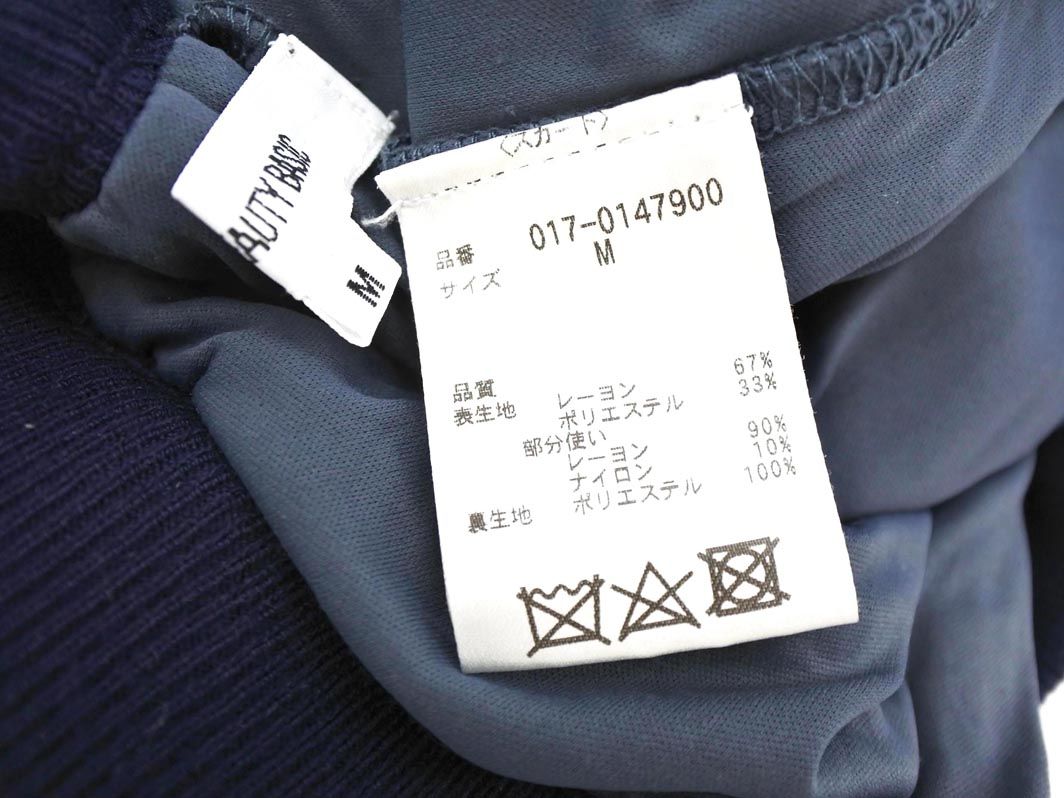 BASIC
M
〈スカート〉
品番 017-0147900
サイズ M
品質
表生地 レーヨン 67%
ポリエステル 33%
部分使い
レーヨン 90%
ナイロン 10%
裏生地 ポリエステル 100%